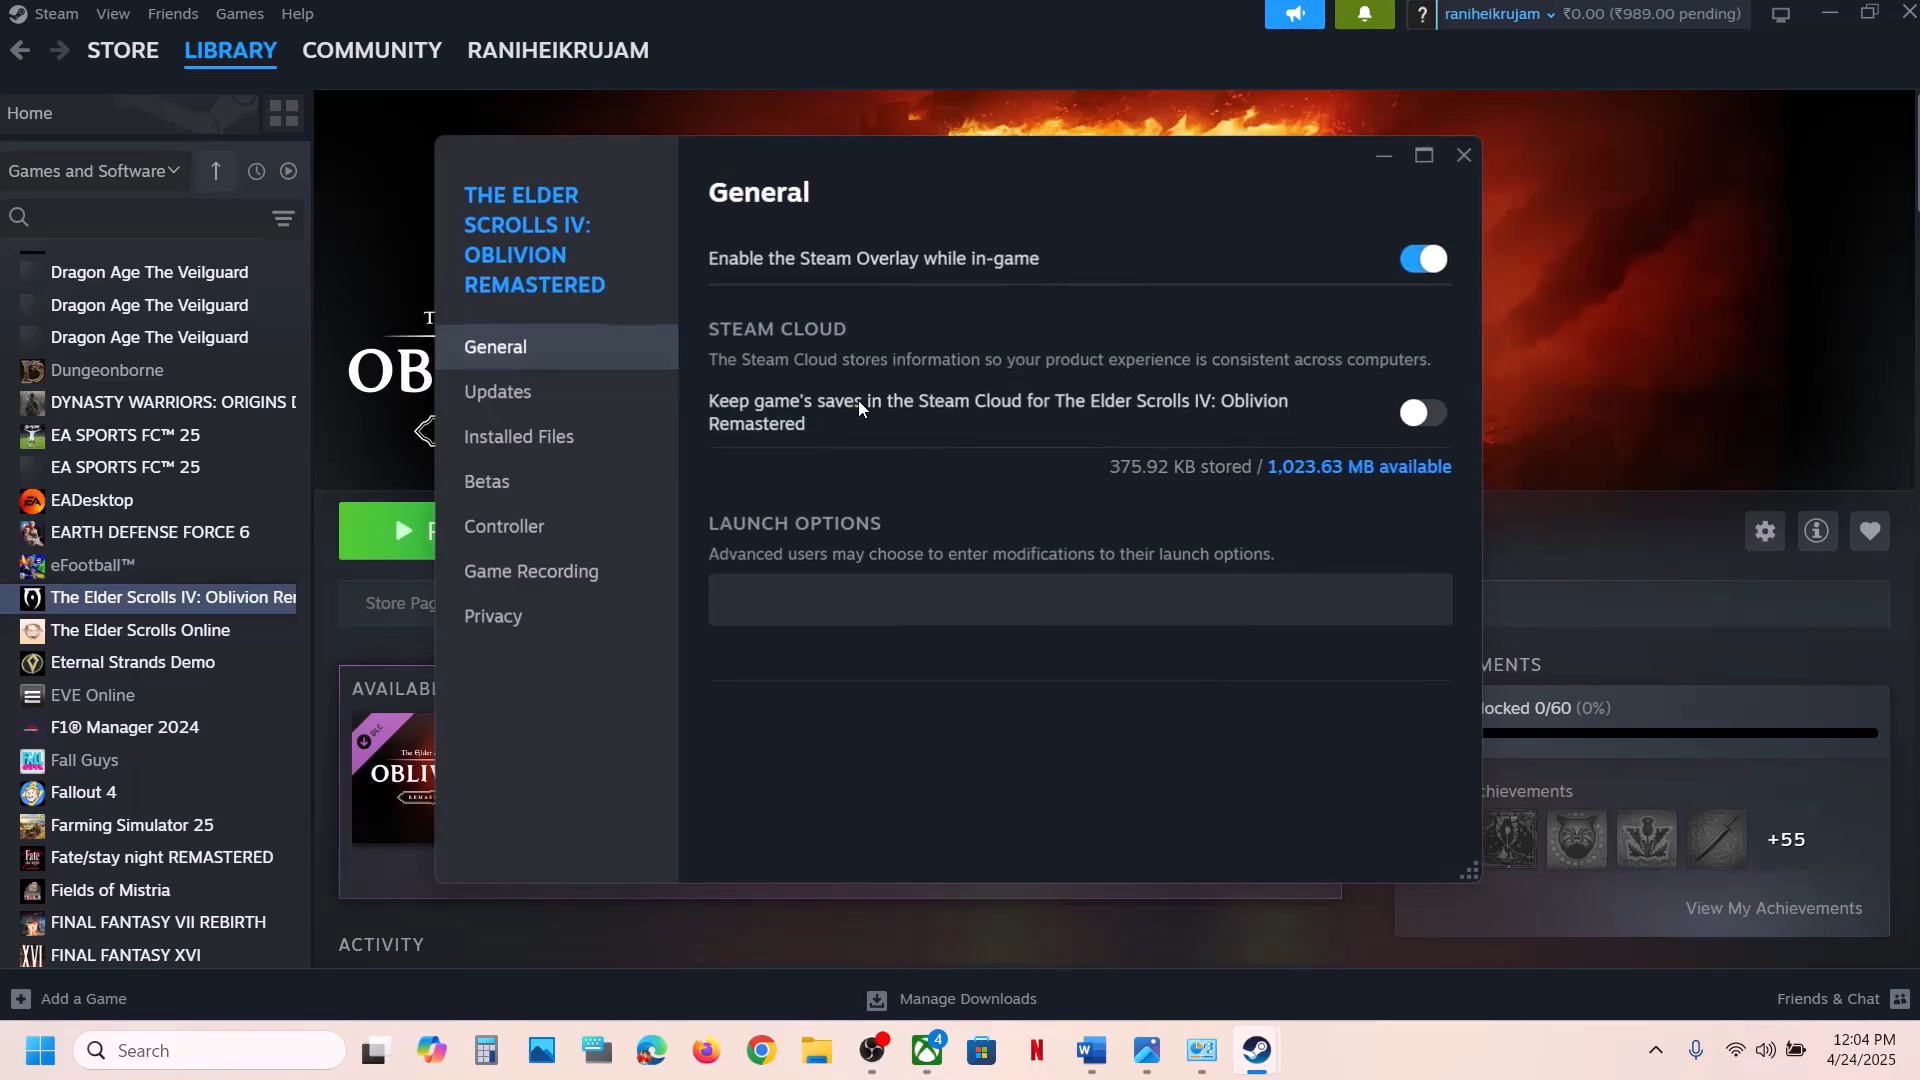 Steam View Friends Games Help
raniheikrujam ₹0.00 (₹989.00 pending)
STORE LIBRARY COMMUNITY RANIHEIKRUJAM
Home
Games and Software
Dragon Age The Veilguard
Dragon Age The Veilguard
Dragon Age The Veilguard
Dungeonborne
DYNASTY WARRIORS: ORIGINS
EA SPORTS FC™ 25
EA SPORTS FC™ 25
EADesktop
EARTH DEFENSE FORCE 6
eFootball™
The Elder Scrolls IV: Oblivion Rer
The Elder Scrolls Online
Eternal Strands Demo
EVE Online
F1® Manager 2024
Fall Guys
Fallout 4
Farming Simulator 25
Fate/stay night REMASTERED
Fields of Mistria
FINAL FANTASY VII REBIRTH
FINAL FANTASY XVI
OB
Store Pag
AVAILABL
DLC
The Elder
OBLIV
REMAS
ACTIVITY
THE ELDER
SCROLLS IV:
OBLIVION
REMASTERED
General
Updates
Installed Files
Betas
Controller
Game Recording
Privacy
General
Enable the Steam Overlay while in-game
STEAM CLOUD
The Steam Cloud stores information so your product experience is consistent across computers.
Keep game's saves in the Steam Cloud for The Elder Scrolls IV: Oblivion
Remastered
375.92 KB stored / 1,023.63 MB available
LAUNCH OPTIONS
Advanced users may choose to enter modifications to their launch options.
MENTS
locked 0/60 (0%)
chievements
+55
View My Achievements
Add a Game
Manage Downloads
Friends & Chat
Search
4
12:04 PM
4/24/2025